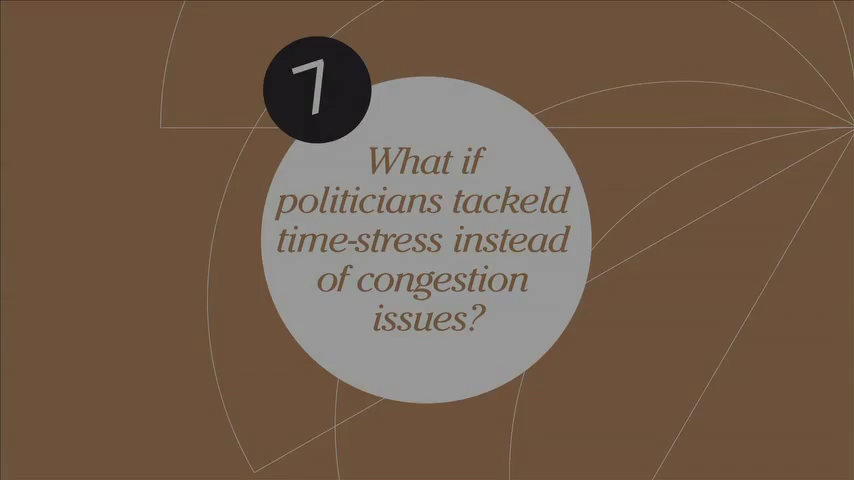 7
What if
politicians tackeld
time-stress instead
of congestion
issues?